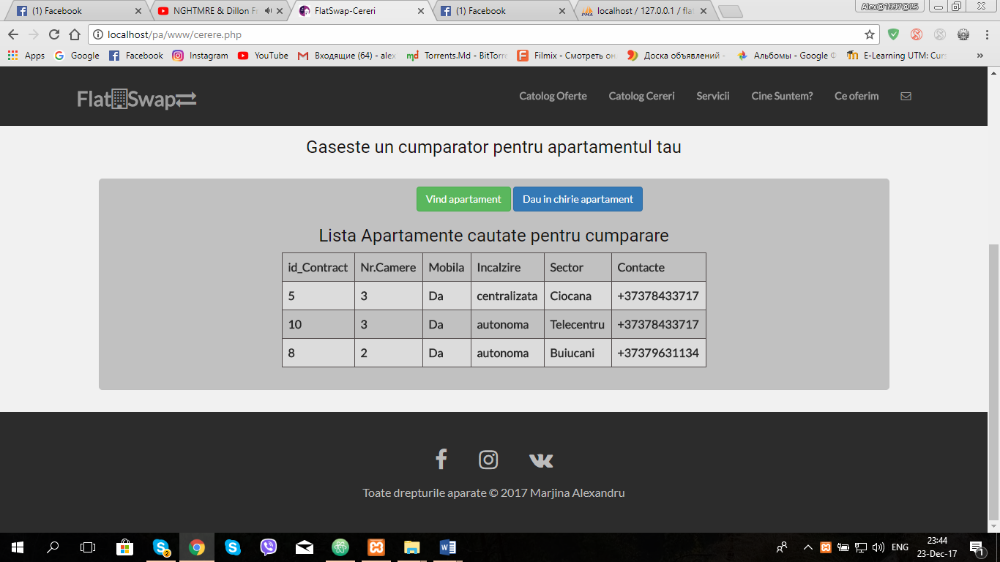 (1) Facebook
NGHTMRE & Dillon Fr
FlatSwap-Cereri
(1) Facebook
localhost / 127.0.0.1 / fla
Alex@1997@25
localhost/pa/www/cerere.php
Apps
Google
Facebook
Instagram
YouTube
Входящие (64) - alex
Torrents.Md - BitTorre
Filmix - Смотреть он
Доска объявлений -
Альбомы - Google Ф
E-Learning UTM: Curs
»
FlatSwap
Catolog Oferte
Catolog Cereri
Servicii
Cine Suntem?
Ce oferim
Gaseste un cumparator pentru apartamentul tau
Vind apartament
Dau in chirie apartament
Lista Apartamente cautate pentru cumparare
id_Contract Nr.Camere Mobila Incalzire Sector Contacte
5 3 Da centralizata Ciocana +37378433717
10 3 Da autonoma Telecentru +37378433717
8 2 Da autonoma Buiucani +37379631134
Toate drepturile aparate © 2017 Marjina Alexandru
2
ENG
23:44
23-Dec-17
1